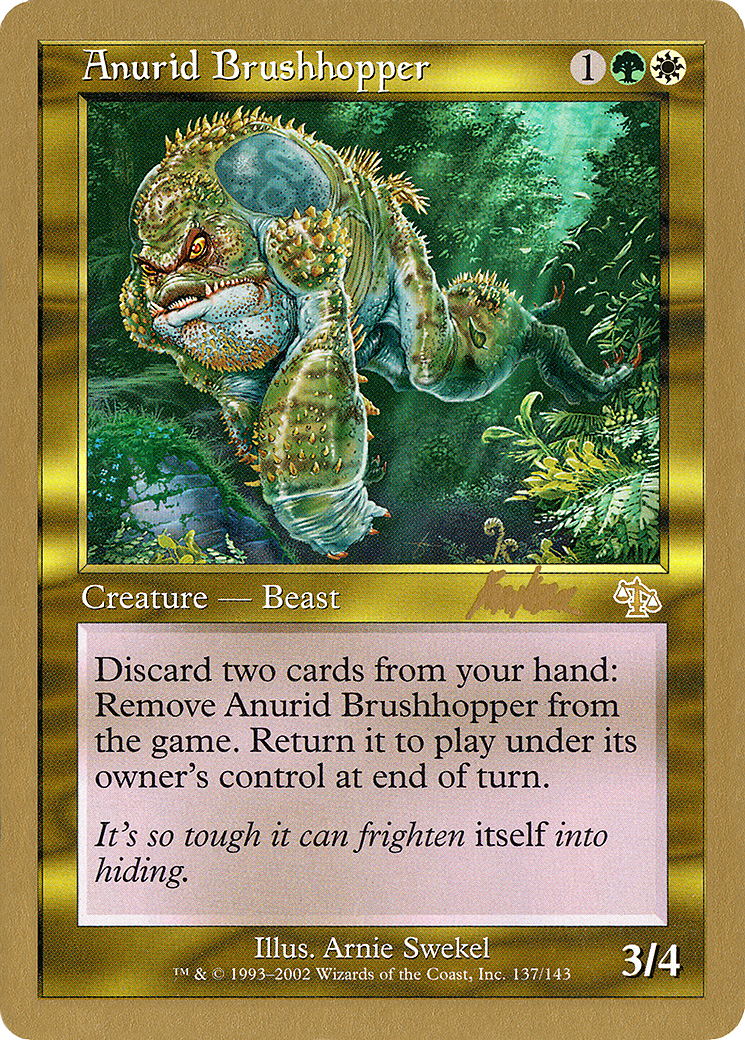 Anurid Brushhopper 1
Creature — Beast
Discard two cards from your hand:
Remove Anurid Brushhopper from
the game. Return it to play under its
owner's control at end of turn.
It's so tough it can frighten itself into
hiding.
Illus. Arnie Swekel
™ & © 1993–2002 Wizards of the Coast, Inc. 137/143
3/4